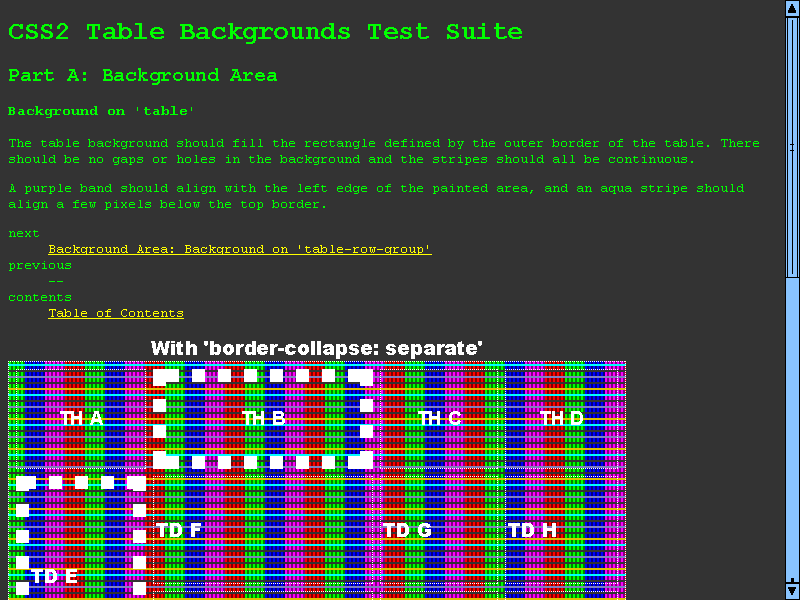 CSS2 Table Backgrounds Test Suite
Part A: Background Area
Background on 'table'
The table background should fill the rectangle defined by the outer border of the table. There
should be no gaps or holes in the background and the stripes should all be continuous.
A purple band should align with the left edge of the painted area, and an aqua stripe should
align a few pixels below the top border.
next
Background Area: Background on 'table-row-group'
previous
--
contents
Table of Contents
With 'border-collapse: separate'
TH A TH B TH C TH D
TD F TD G TD H
TD E